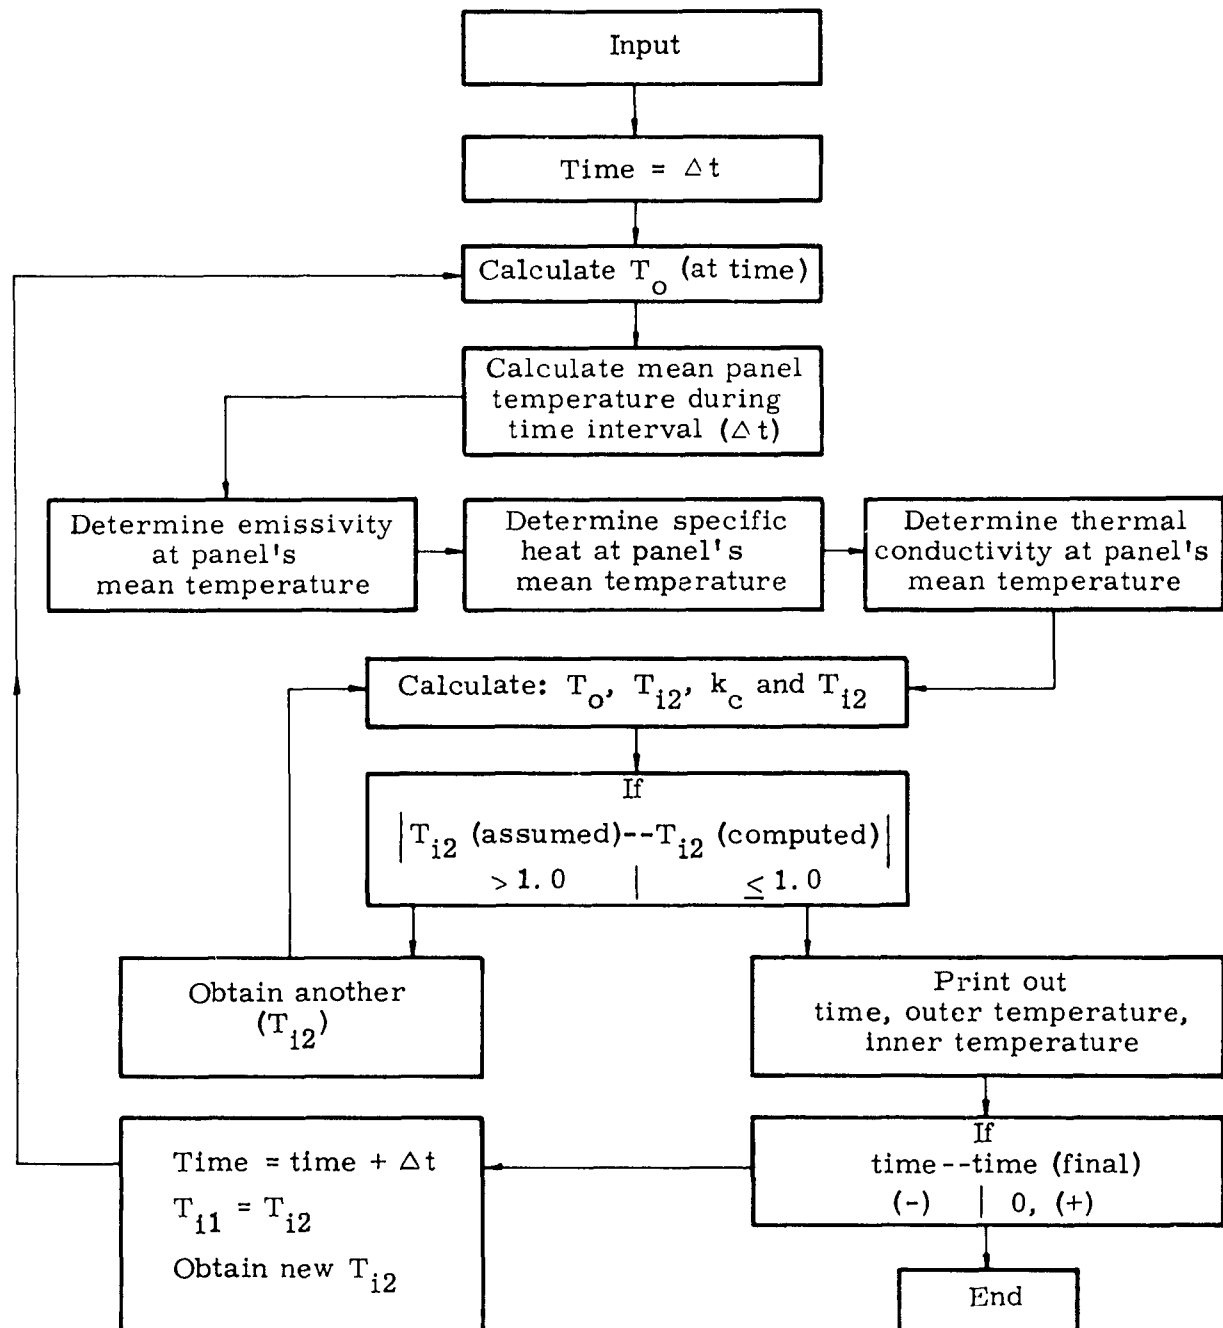 Input
Time = Δt
Calculate T_o (at time)
Calculate mean panel
temperature during
time interval (Δt)
Determine emissivity
at panel's
mean temperature
Determine specific
heat at panel's
mean temperature
Determine thermal
conductivity at panel's
mean temperature
Calculate: T_o, T_i2, k_c and T_i2
If
|T_i2 (assumed)--T_i2 (computed)|
> 1.0 | ≤ 1.0
Obtain another
(T_i2)
Print out
time, outer temperature,
inner temperature
Time = time + Δt
T_i1 = T_i2
Obtain new T_i2
If
time--time (final)
(-) | 0, (+)
End